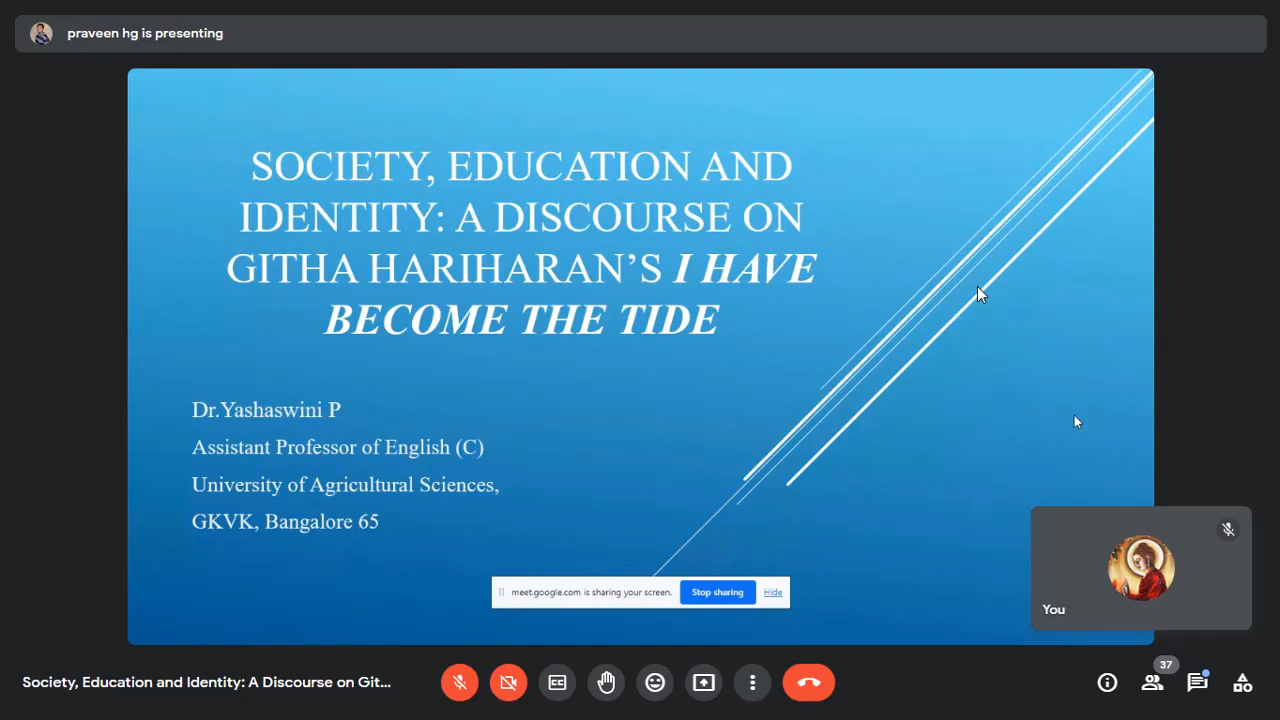 praveen hg is presenting
SOCIETY, EDUCATION AND
IDENTITY: A DISCOURSE ON
GITHA HARIHARAN'S I HAVE
BECOME THE TIDE
Dr.Yashaswini P
Assistant Professor of English (C)
University of Agricultural Sciences,
GKVK, Bangalore 65
meet.google.com is sharing your screen. Stop sharing Hide
You
Society, Education and Identity: A Discourse on Git...
37